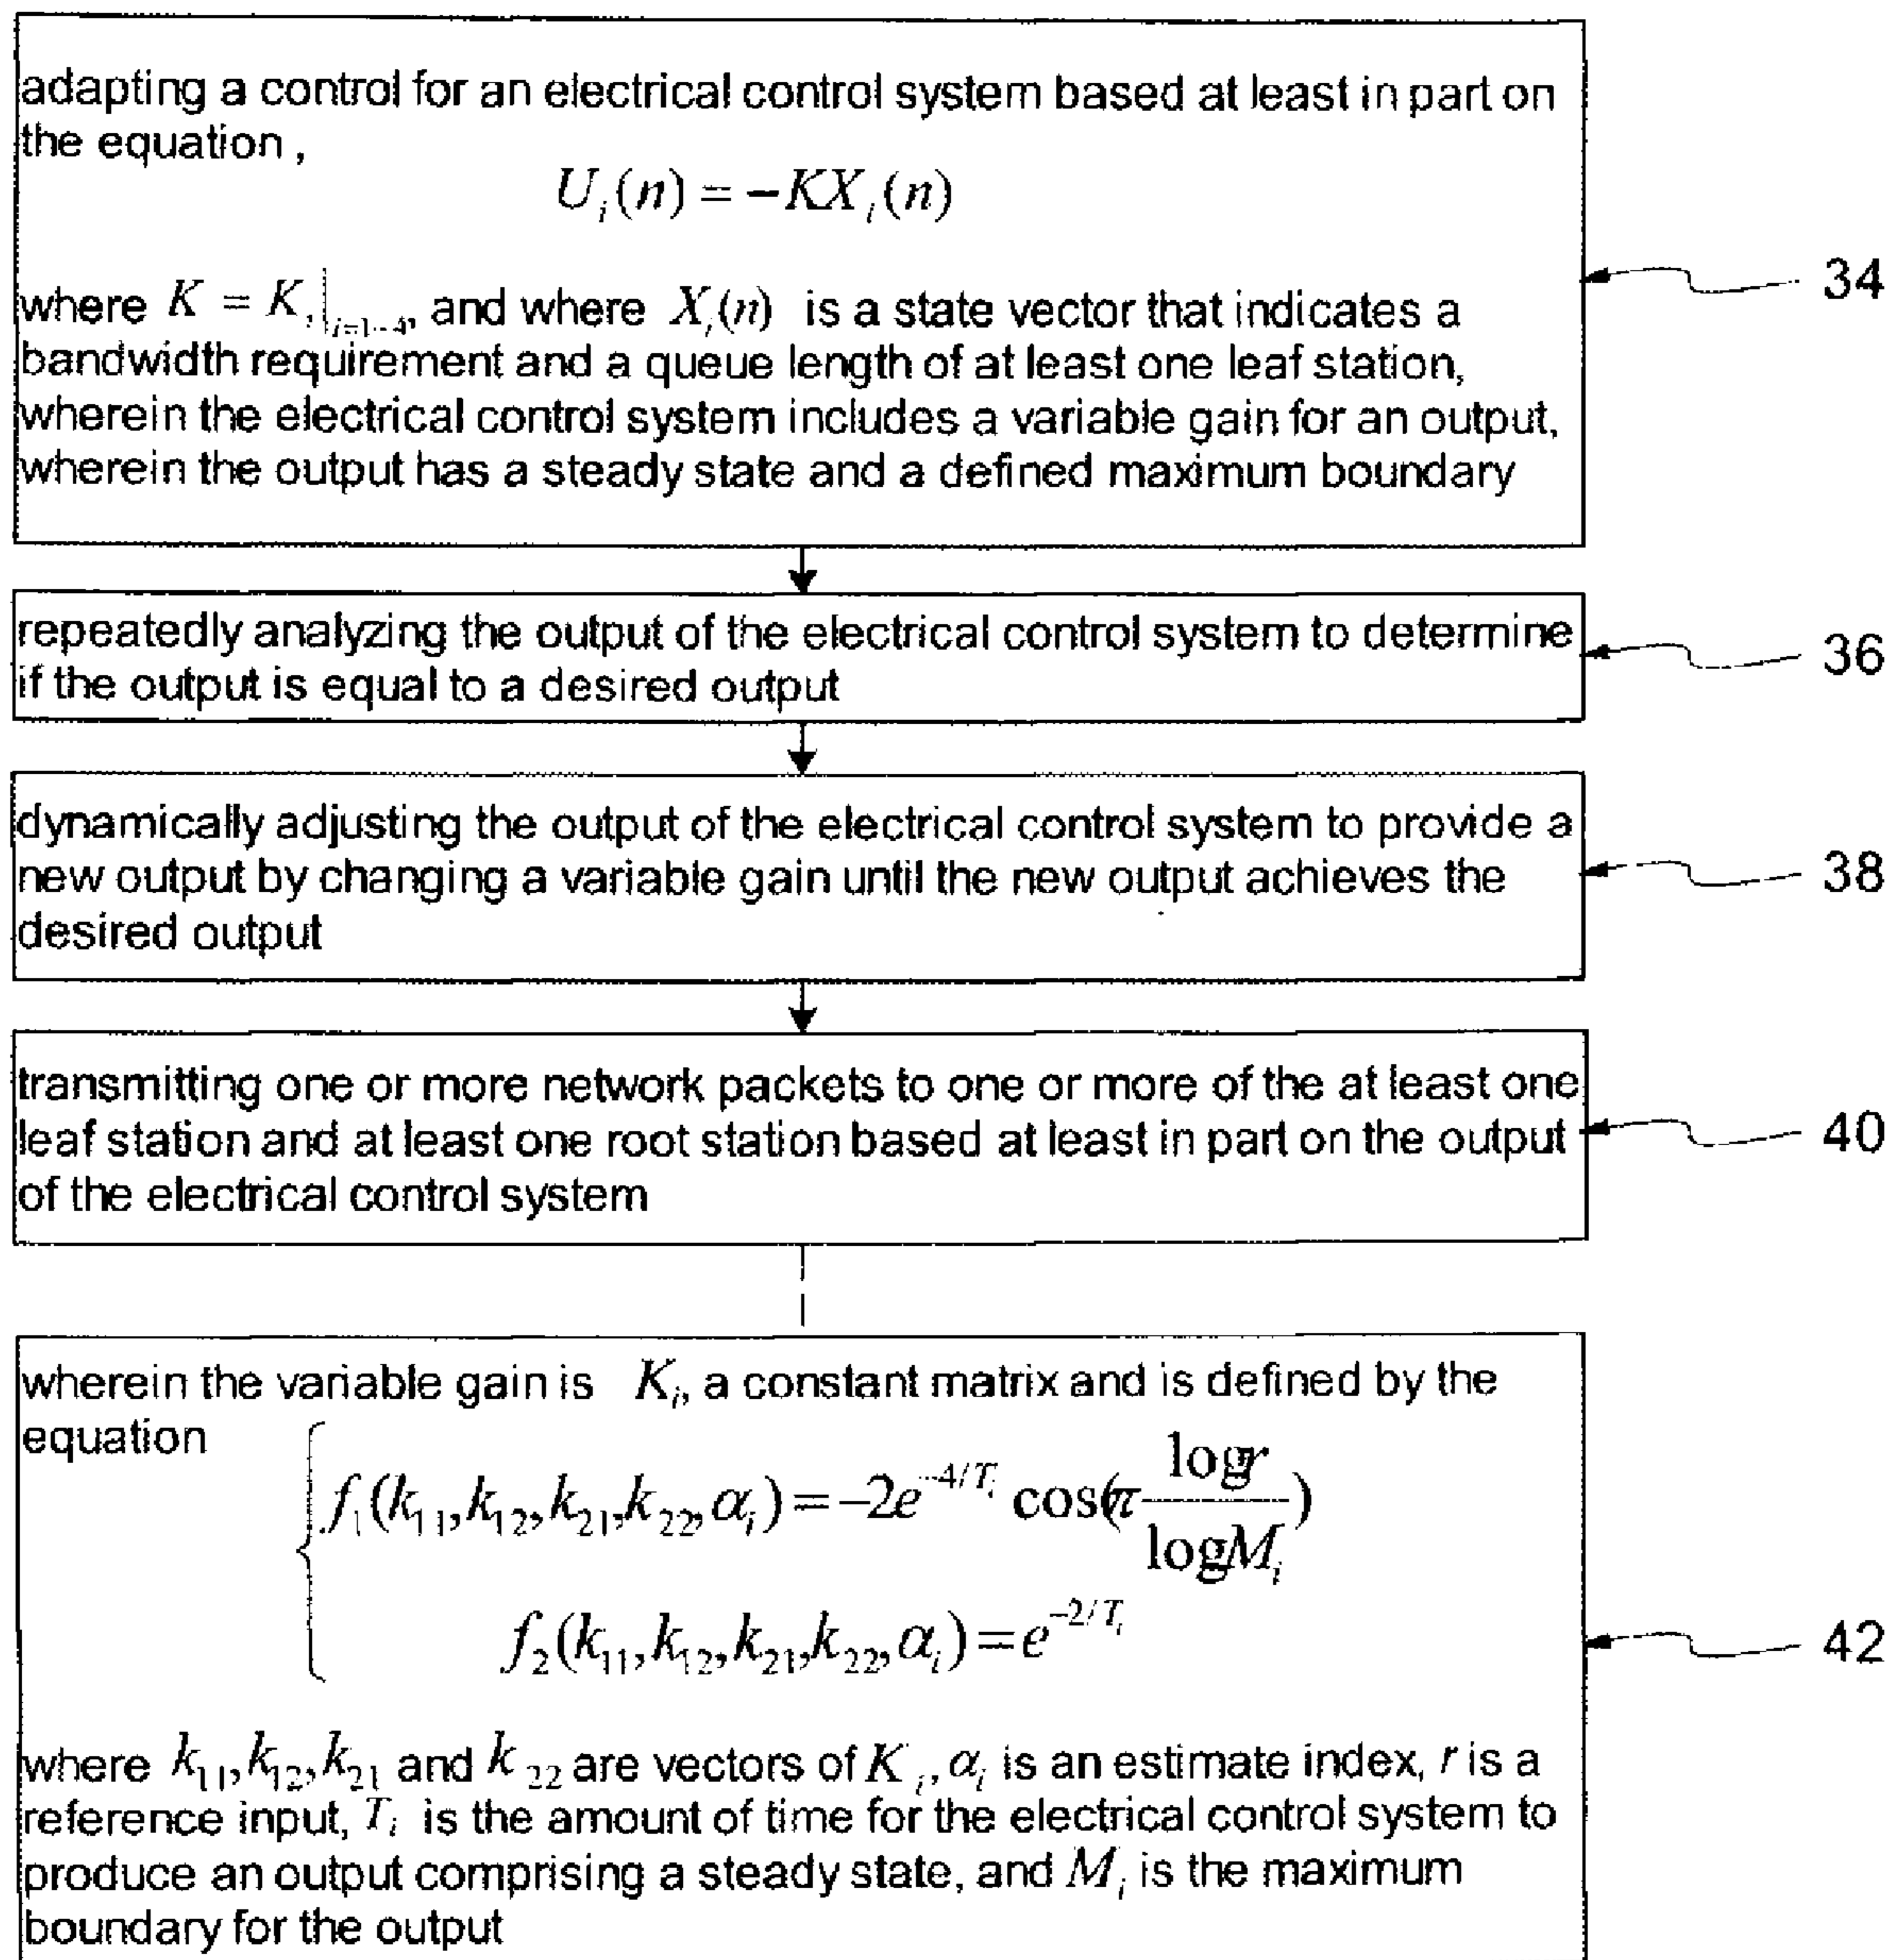 adapting a control for an electrical control system based at least in part on
the equation ,
U_i(n) = -KX_i(n)
where K = K_i|_{i=1~4}, and where X_i(n) is a state vector that indicates a
bandwidth requirement and a queue length of at least one leaf station,
wherein the electrical control system includes a variable gain for an output,
wherein the output has a steady state and a defined maximum boundary
34
repeatedly analyzing the output of the electrical control system to determine
if the output is equal to a desired output
36
dynamically adjusting the output of the electrical control system to provide a
new output by changing a variable gain until the new output achieves the
desired output
38
transmitting one or more network packets to one or more of the at least one
leaf station and at least one root station based at least in part on the output
of the electrical control system
40
wherein the variable gain is K_i, a constant matrix and is defined by the
equation
f_1(k_11,k_12,k_21,k_22,α_i)=-2e^{-4/T_i} cos(π logr/logM_i)
f_2(k_11,k_12,k_21,k_22,α_i)=e^{-2/T_i}
42
where k_11,k_12,k_21 and k_22 are vectors of K_i, α_i is an estimate index, r is a
reference input, T_i is the amount of time for the electrical control system to
produce an output comprising a steady state, and M_i is the maximum
boundary for the output